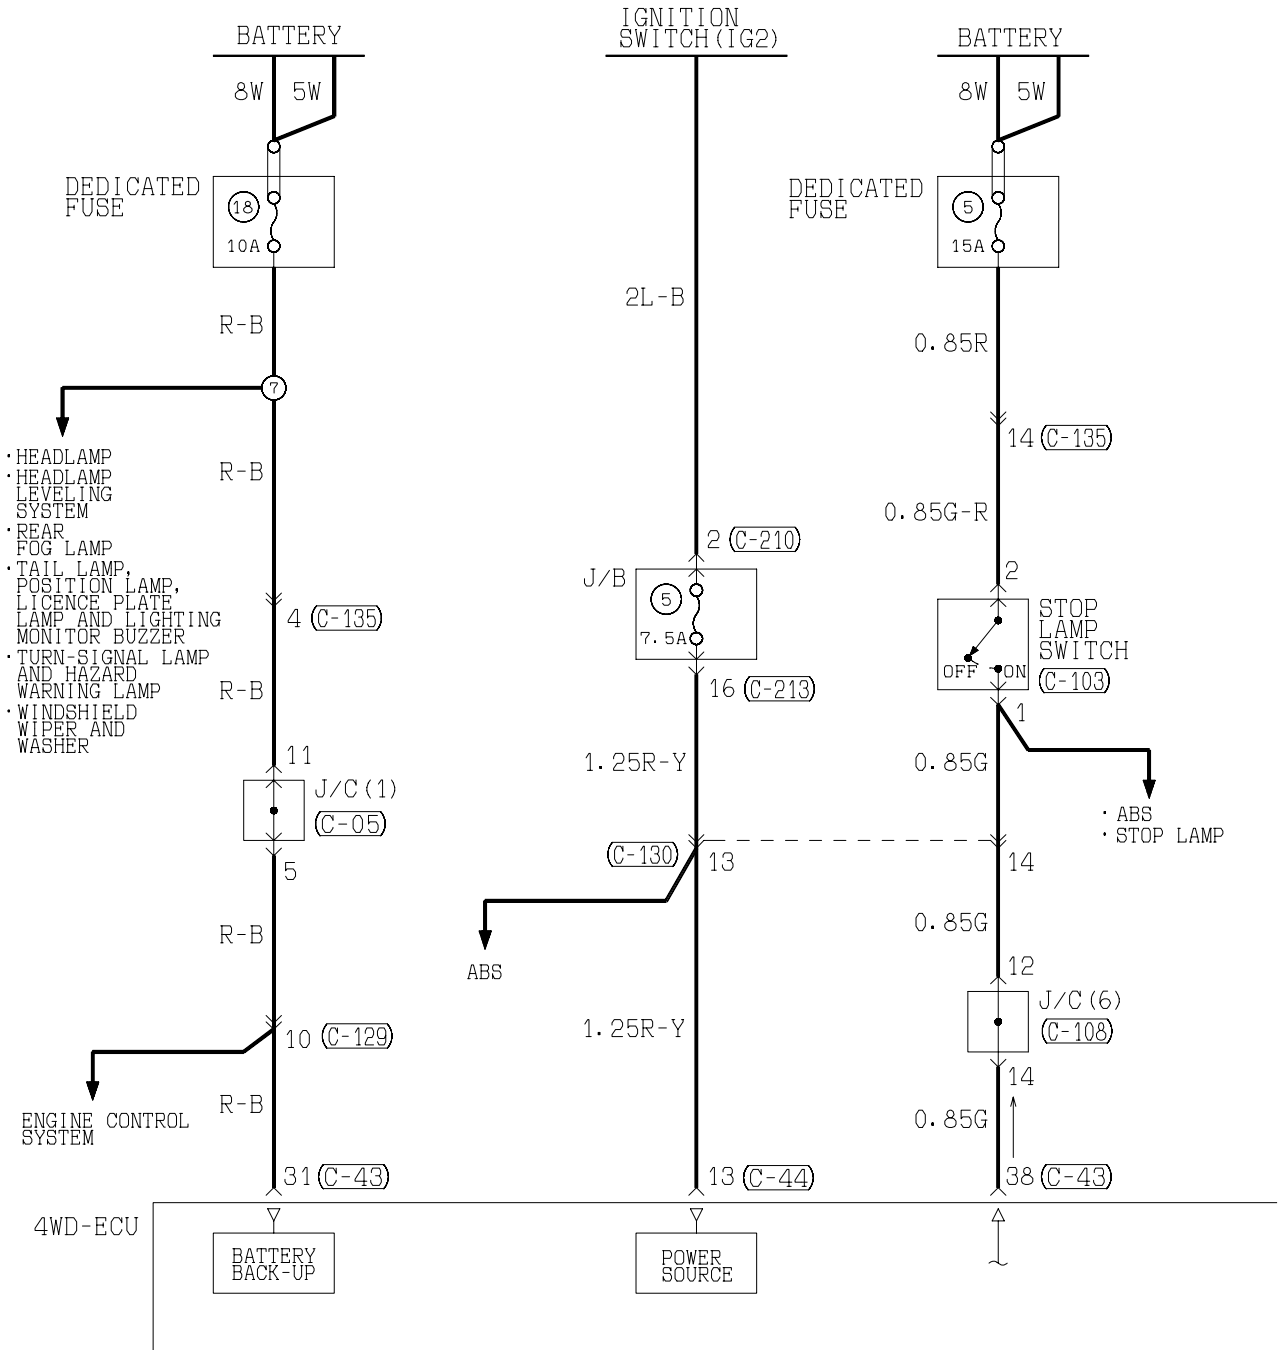 BATTERY
IGNITION
SWITCH(IG2)
BATTERY
8W 5W
8W 5W
DEDICATED
FUSE
18
10A
DEDICATED
FUSE
5
15A
R-B
2L-B
0.85R
7
14 C-135
· HEADLAMP
· HEADLAMP
LEVELING
SYSTEM
· REAR
FOG LAMP
· TAIL LAMP,
POSITION LAMP,
LICENCE PLATE
LAMP AND LIGHTING
MONITOR BUZZER
· TURN-SIGNAL LAMP
AND HAZARD
WARNING LAMP
· WINDSHIELD
WIPER AND
WASHER
R-B
0.85G-R
2 C-210
J/B
5
7.5A
2
STOP
LAMP
SWITCH
OFF ON
C-103
4 C-135
R-B
16 C-213
1
11
J/C(1)
C-05
5
1.25R-Y
0.85G
· ABS
· STOP LAMP
C-130
13
14
R-B
ABS
0.85G
12
J/C(6)
C-108
14
10 C-129
1.25R-Y
ENGINE CONTROL
SYSTEM
R-B
0.85G
31 C-43
13 C-44
38 C-43
4WD-ECU
BATTERY
BACK-UP
POWER
SOURCE